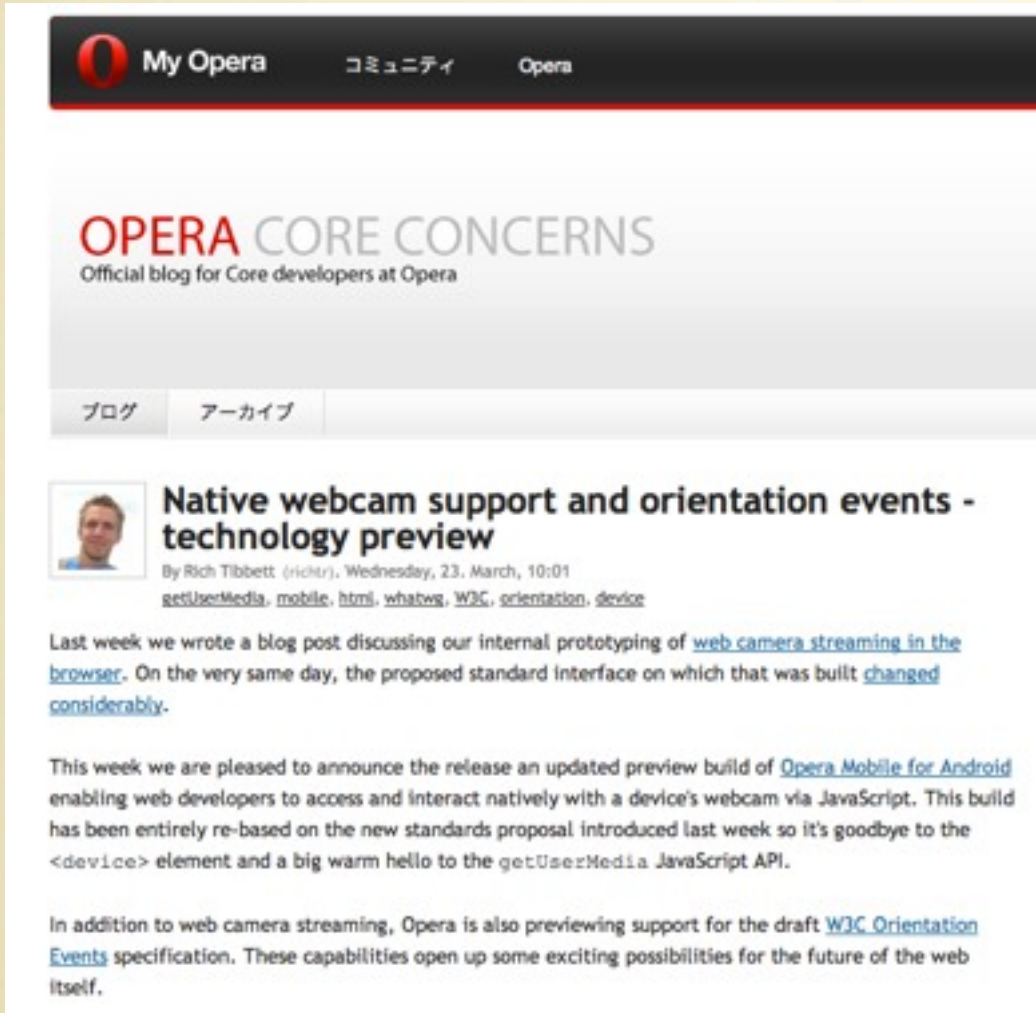 My Opera コミュニティ Opera
OPERA CORE CONCERNS
Official blog for Core developers at Opera
ブログ アーカイブ
Native webcam support and orientation events -
technology preview
By Rich Tibbett (richtr). Wednesday, 23. March, 10:01
getUserMedia, mobile, html, whatwg, W3C, orientation, device
Last week we wrote a blog post discussing our internal prototyping of web camera streaming in the
browser. On the very same day, the proposed standard interface on which that was built changed
considerably.
This week we are pleased to announce the release an updated preview build of Opera Mobile for Android
enabling web developers to access and interact natively with a device's webcam via JavaScript. This build
has been entirely re-based on the new standards proposal introduced last week so it's goodbye to the
<device> element and a big warm hello to the getUserMedia JavaScript API.
In addition to web camera streaming, Opera is also previewing support for the draft W3C Orientation
Events specification. These capabilities open up some exciting possibilities for the future of the web
itself.